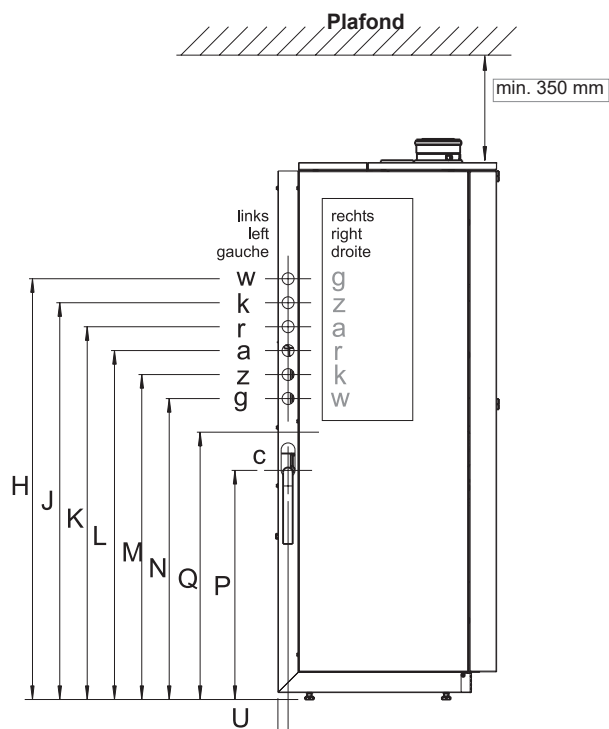 Plafond
min. 350 mm
links
left
gauche
rechts
right
droite
w
g
k
z
r
a
a
r
z
k
g
w
c
H
J
K
L
M
N
Q
P
U